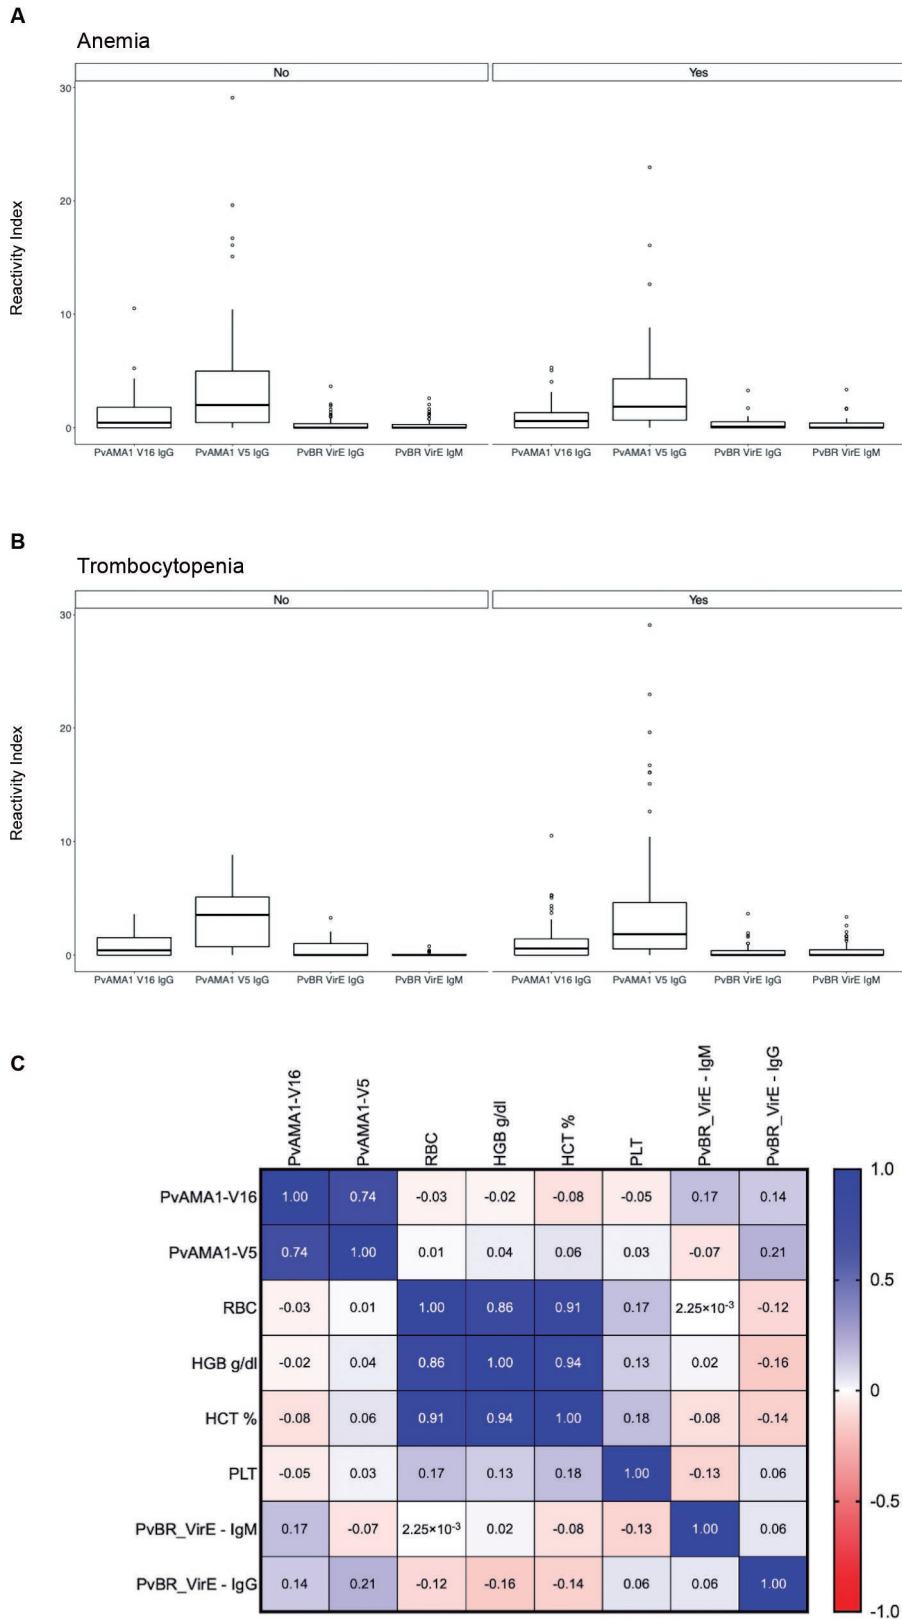 A
Anemia
No Yes
30
20
10
0
Reactivity Index
PvAMA1 V16 IgG PvAMA1 V5 IgG PvBR VirE IgG PvBR VirE IgM PvAMA1 V16 IgG PvAMA1 V5 IgG PvBR VirE IgG PvBR VirE IgM
B
Trombocytopenia
No Yes
30
20
10
0
Reactivity Index
PvAMA1 V16 IgG PvAMA1 V5 IgG PvBR VirE IgG PvBR VirE IgM PvAMA1 V16 IgG PvAMA1 V5 IgG PvBR VirE IgG PvBR VirE IgM
C
PvAMA1-V16 PvAMA1-V5 RBC HGB g/dl HCT % PLT PvBR_VirE - IgM PvBR_VirE - IgG
PvAMA1-V16 1.00 0.74 -0.03 -0.02 -0.08 -0.05 0.17 0.14
PvAMA1-V5 0.74 1.00 0.01 0.04 0.06 0.03 -0.07 0.21
RBC -0.03 0.01 1.00 0.86 0.91 0.17 2.25×10⁻³ -0.12
HGB g/dl -0.02 0.04 0.86 1.00 0.94 0.13 0.02 -0.16
HCT % -0.08 0.06 0.91 0.94 1.00 0.18 -0.08 -0.14
PLT -0.05 0.03 0.17 0.13 0.18 1.00 -0.13 0.06
PvBR_VirE - IgM 0.17 -0.07 2.25×10⁻³ 0.02 -0.08 -0.13 1.00 0.06
PvBR_VirE - IgG 0.14 0.21 -0.12 -0.16 -0.14 0.06 0.06 1.00
1.0
0.5
0
-0.5
-1.0